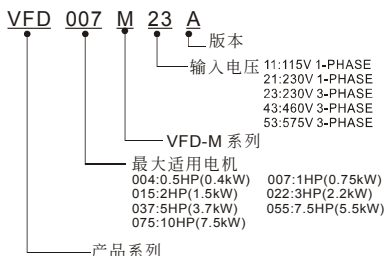 VFD 007 M 23 A
版本
输入电压 11:115V 1-PHASE
21:230V 1-PHASE
23:230V 3-PHASE
43:460V 3-PHASE
53:575V 3-PHASE
VFD-M 系列
最大适用电机
004:0.5HP(0.4kW) 007:1HP(0.75kW)
015:2HP(1.5kW) 022:3HP(2.2kW)
037:5HP(3.7kW) 055:7.5HP(5.5kW)
075:10HP(7.5kW)
产品系列